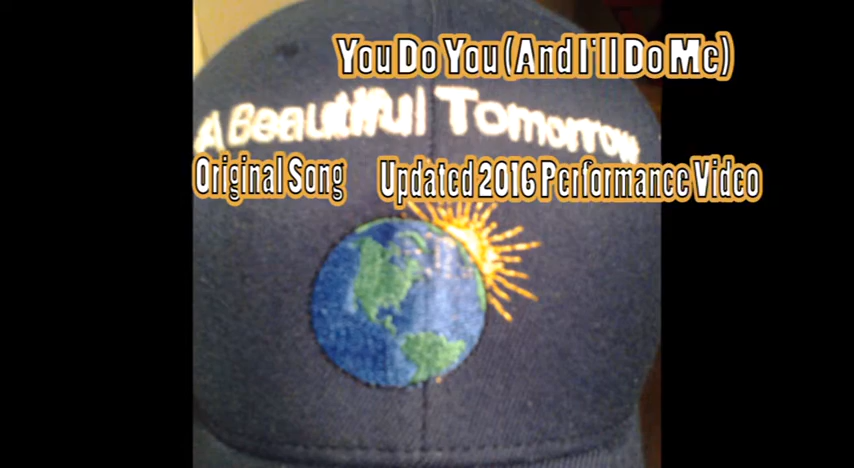 You Do You (And I'll Do Me)
A Beautiful Tomorrow
Original Song Updated 2016 Performance Video